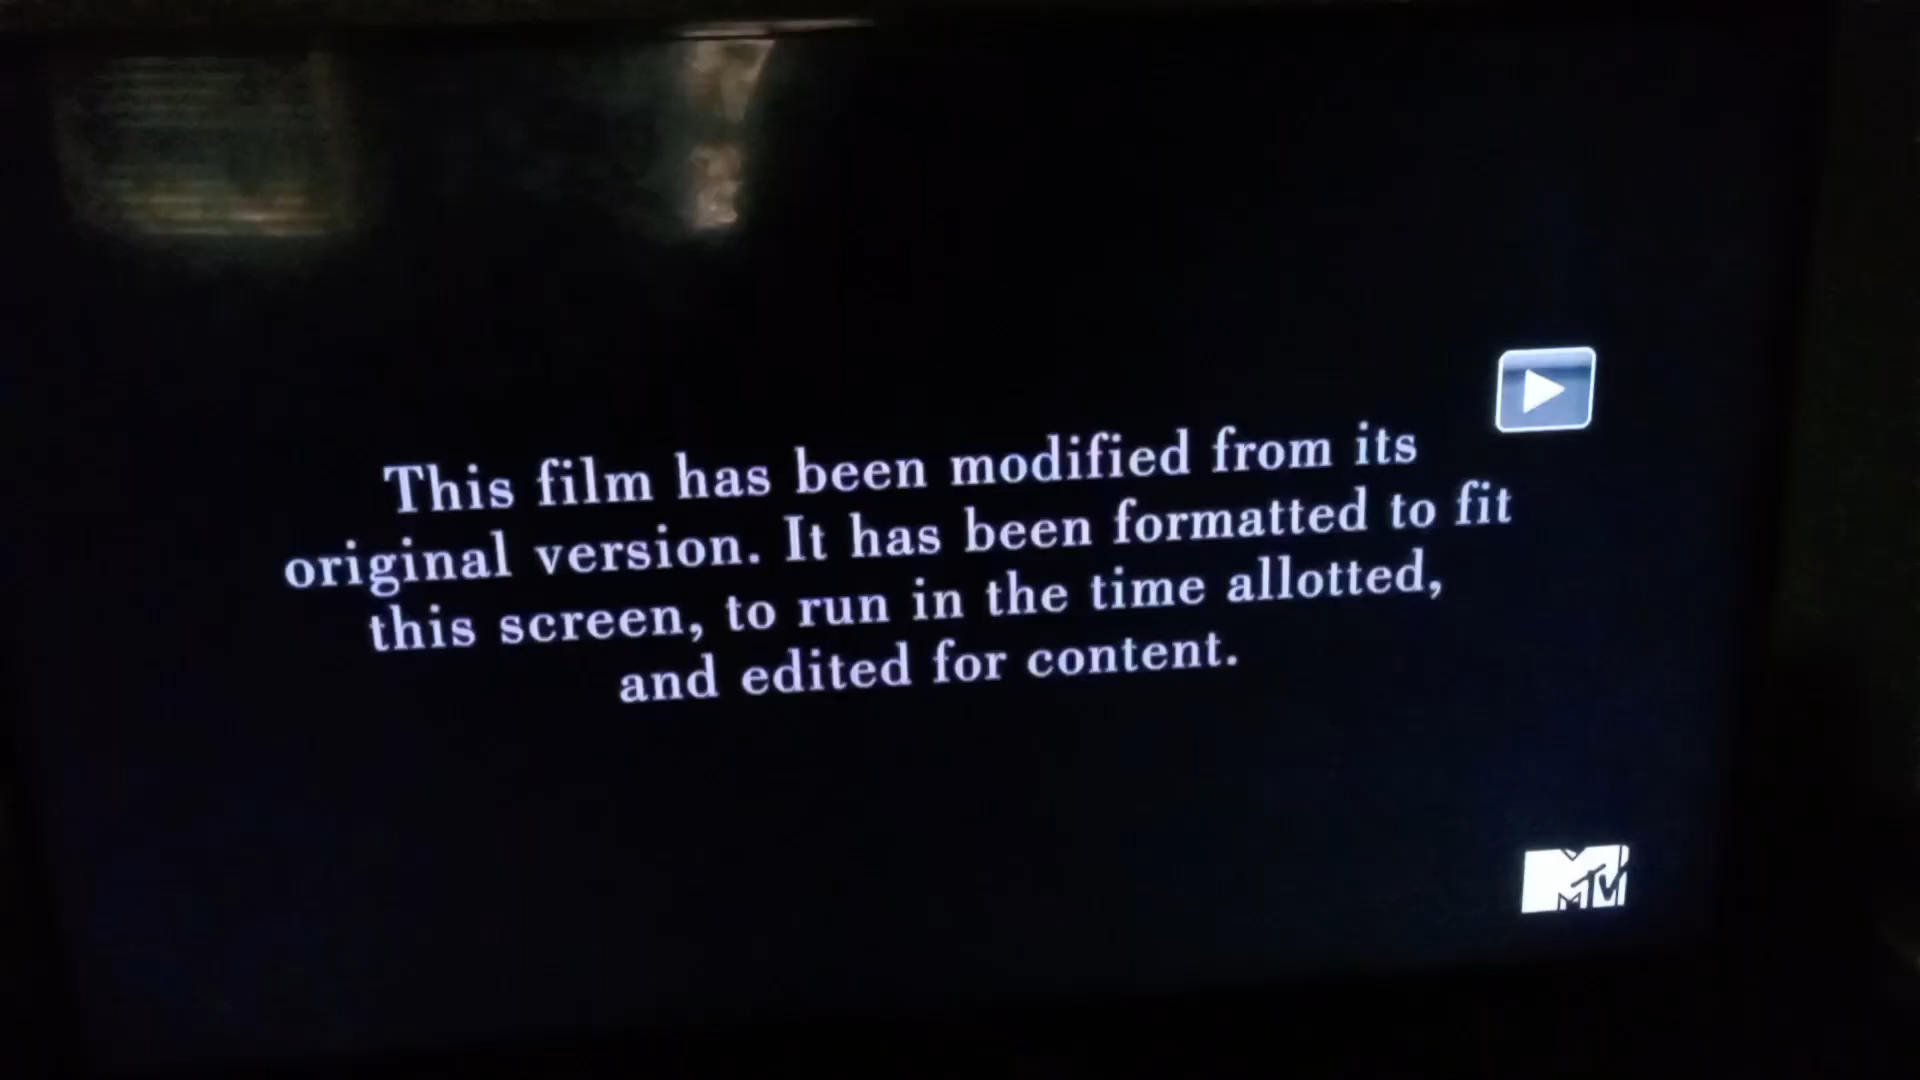 This film has been modified from its
original version. It has been formatted to fit
this screen, to run in the time allotted,
and edited for content.
MTV